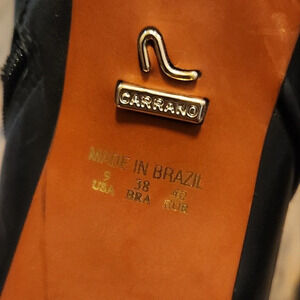 CARRANO
MADE IN BRAZIL
9 38 40
USA BRA EUR